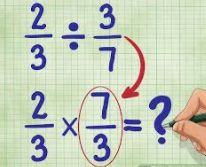 2/3 ÷ 3/7
2/3 × 7/3 = ?